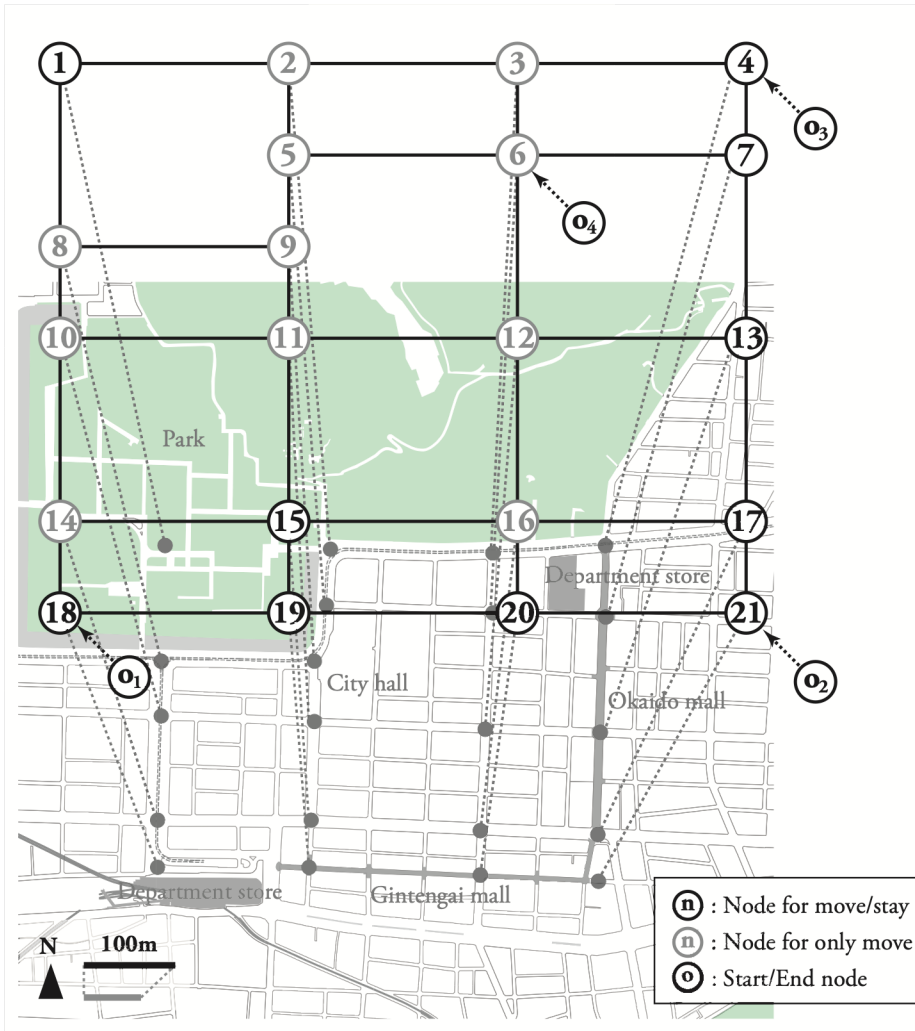 1 2 3 4
o3
5 6 7
o4
8 9
10 11 12 13
Park
14 15 16 17
Department store
18 19 20 21
o1
City hall
o2
Okaido mall
Department store
Gintengai mall
N 100m
n : Node for move/stay
n : Node for only move
o : Start/End node